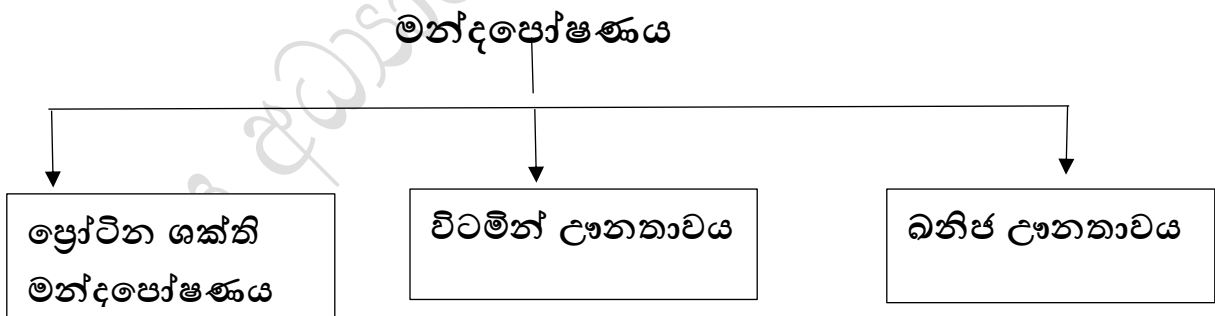 මන්දපෝෂණය
ප්‍රෝටීන ශක්ති
මන්දපෝෂණය
විටමින් ඌනතාවය
ඛනිජ ඌනතාවය